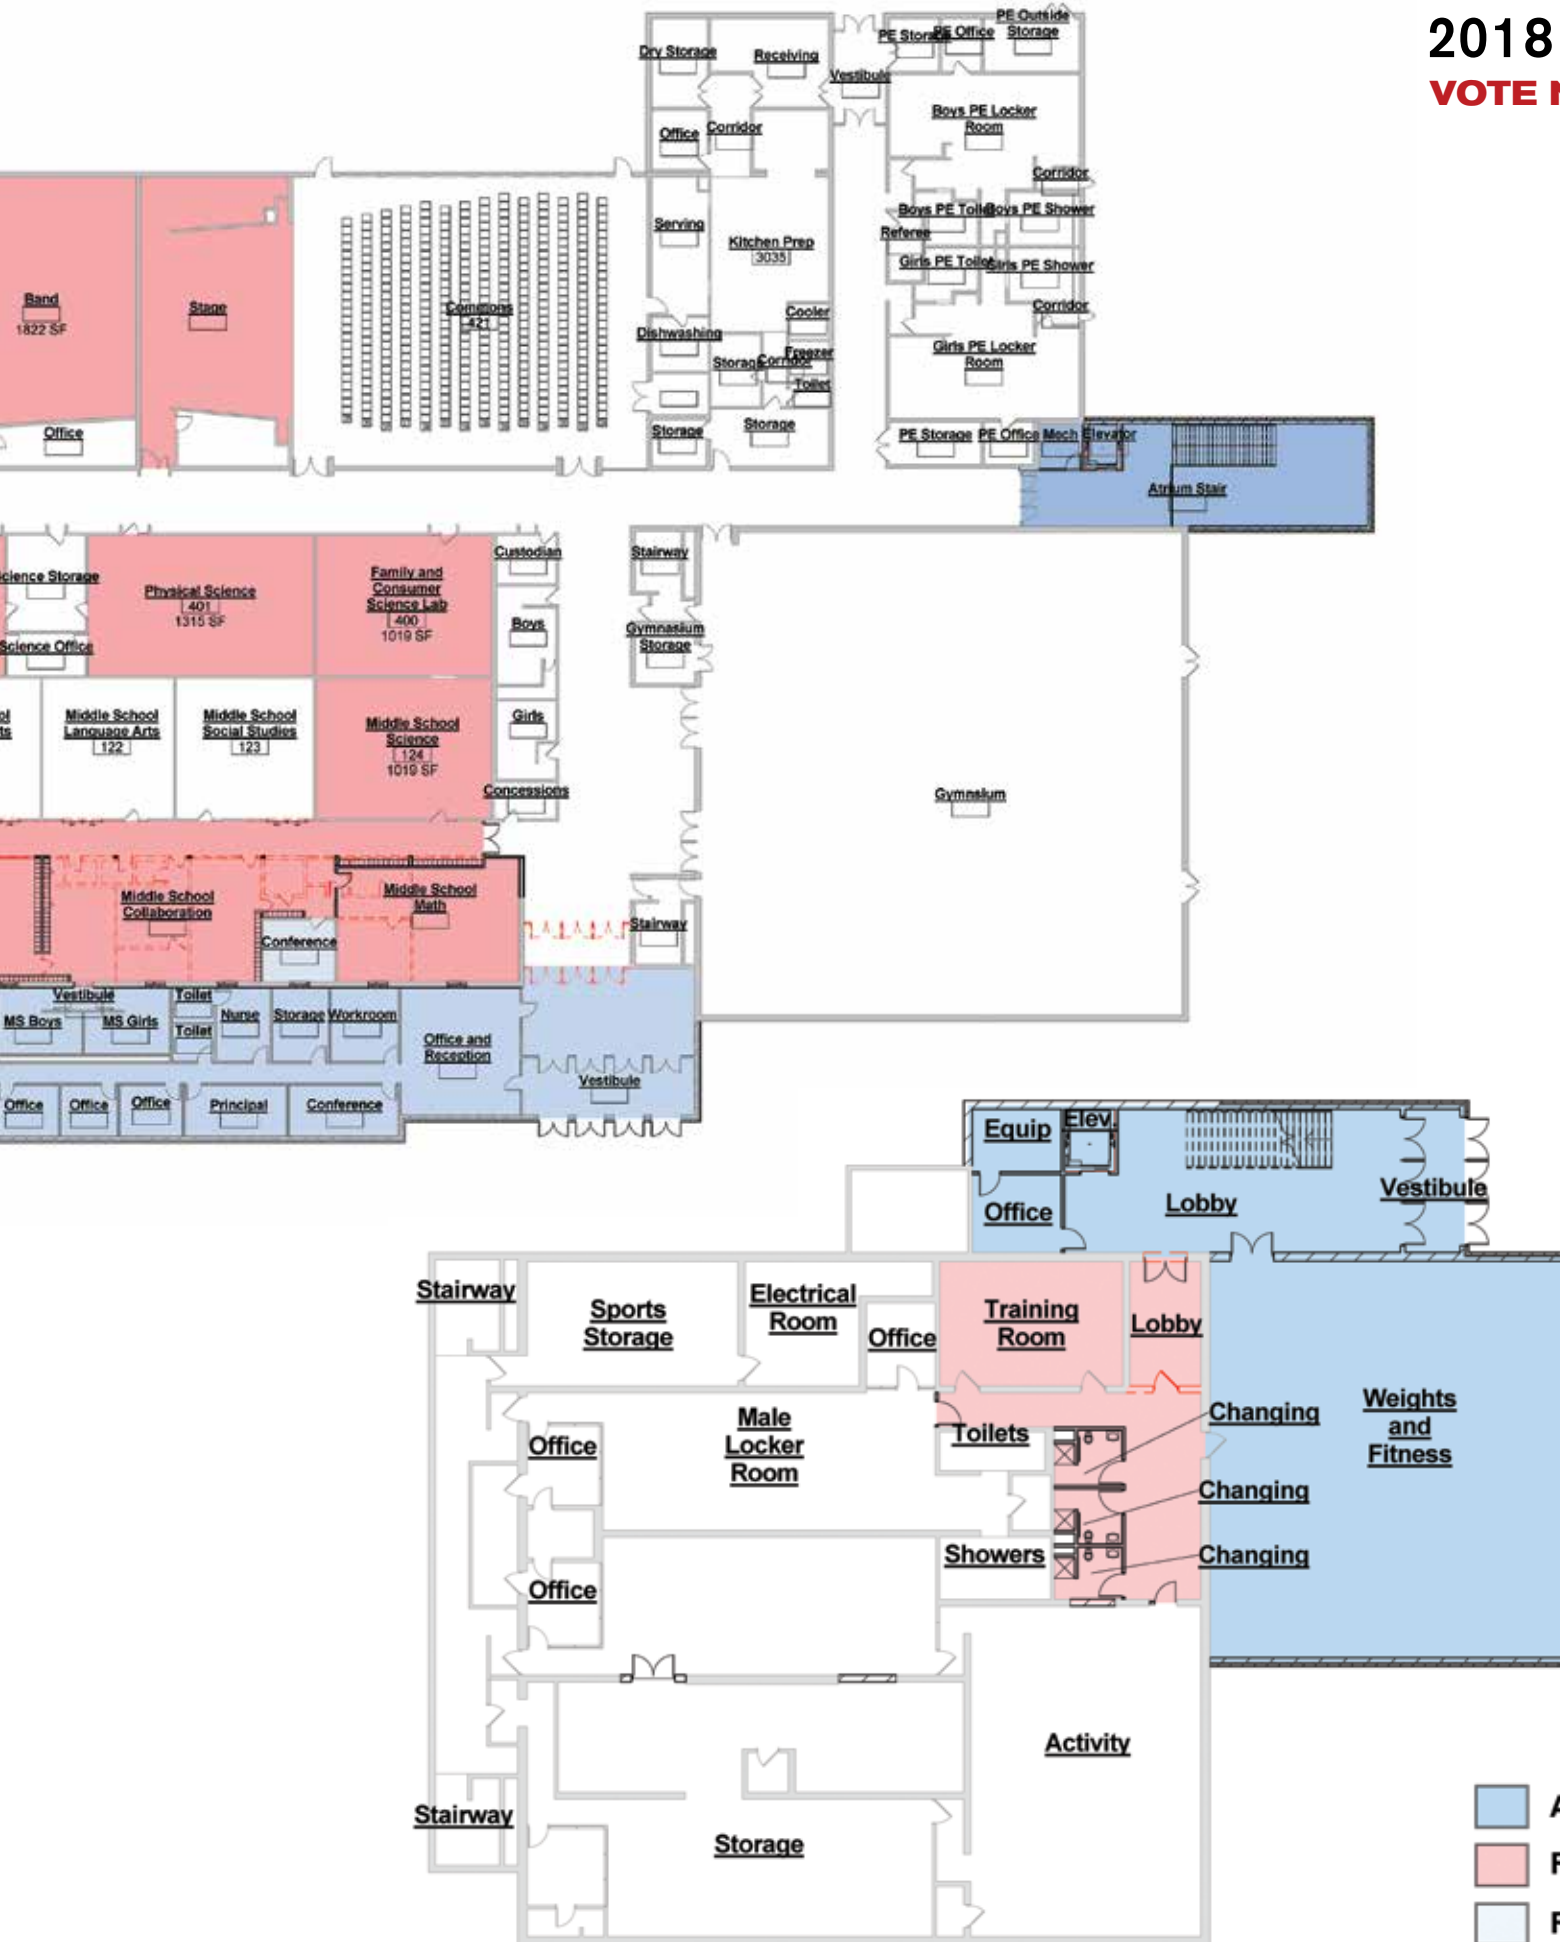 2018
VOTE
PE Outside
Storage
PE Storage
PE Office
Dry Storage
Receiving
Vestibule
Boys PE Locker
Room
Office
Corridor
Corridor
Boys PE Toilet
Boys PE Shower
Serving
Referee
Kitchen Prep
3035
Girls PE Toilet
Girls PE Shower
Band
1822 SF
Stage
Commons
421
Cooler
Corridor
Dishwashing
Girls PE Locker
Room
Storage
Corridor
Freezer
Toilet
Office
Storage
Storage
PE Storage
PE Office
Mech
Elevator
Atrium Stair
Science Storage
Physical Science
401
1315 SF
Family and
Consumer
Science Lab
400
1019 SF
Custodian
Stairway
Boys
Gymnasium
Storage
Science Office
Middle School
Language Arts
122
Middle School
Social Studies
123
Middle School
Science
124
1019 SF
Girls
Concessions
Gymnasium
Middle School
Collaboration
Middle School
Math
Conference
Stairway
Vestibule
MS Boys
MS Girls
Toilet
Toilet
Nurse
Storage
Workroom
Office and
Reception
Vestibule
Office
Office
Office
Principal
Conference
Equip
Elev.
Office
Lobby
Vestibule
Stairway
Sports
Storage
Electrical
Room
Office
Training
Room
Lobby
Male
Locker
Room
Office
Toilets
Changing
Weights
and
Fitness
Changing
Showers
Changing
Office
Activity
Stairway
Storage